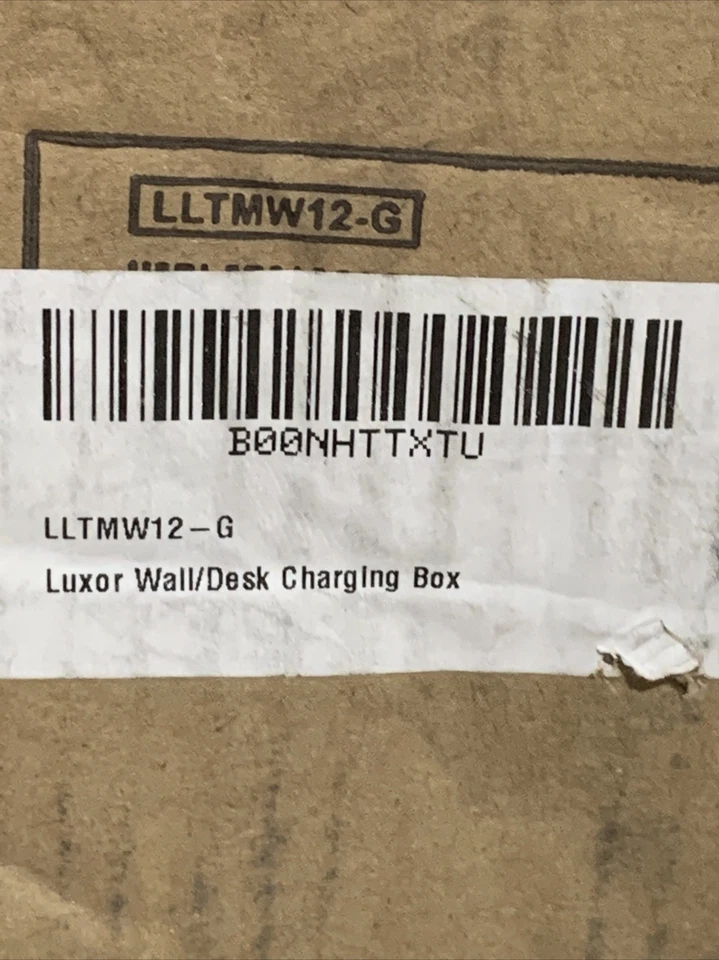 LLTMW12-G
B00NHTTXTU
LLTMW12-G
Luxor Wall/Desk Charging Box